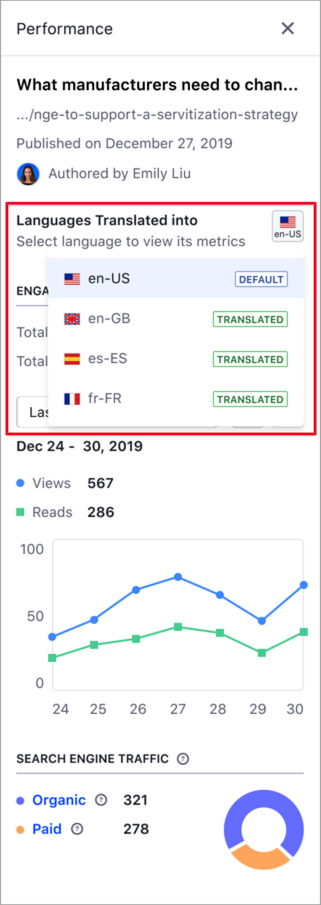 Performance
What manufacturers need to chan...
.../nge-to-support-a-servitization-strategy
Published on December 27, 2019
Authored by Emily Liu
Languages Translated into
en-US
Select language to view its metrics
en-US DEFAULT
ENGA
en-GB TRANSLATED
Total
es-ES TRANSLATED
Total
fr-FR TRANSLATED
Las
Dec 24 - 30, 2019
Views 567
Reads 286
100
50
0
24 25 26 27 28 29 30
SEARCH ENGINE TRAFFIC ?
Organic ? 321
Paid ? 278